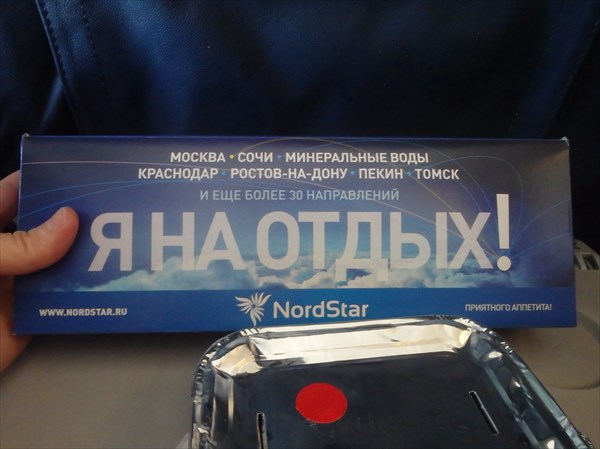 МОСКВА • СОЧИ • МИНЕРАЛЬНЫЕ ВОДЫ
КРАСНОДАР • РОСТОВ-НА-ДОНУ • ПЕКИН • ТОМСК
И ЕЩЕ БОЛЕЕ 30 НАПРАВЛЕНИЙ
Я НА ОТДЫХ!
WWW.NORDSTAR.RU NordStar ПРИЯТНОГО АППЕТИТА!